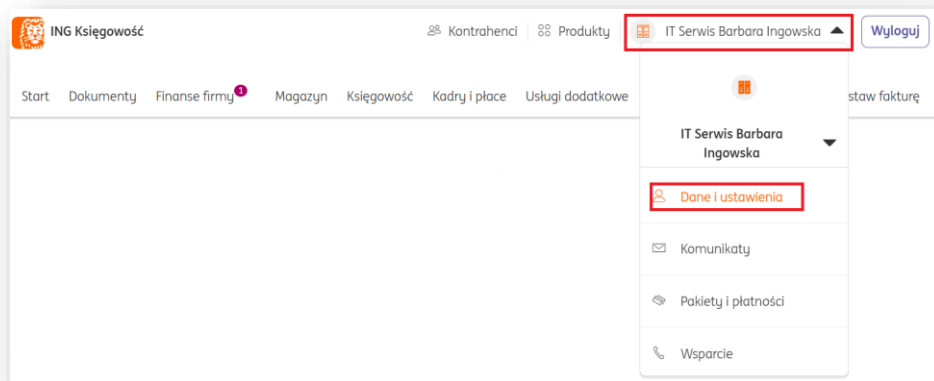 ING Księgowość
Kontrahenci
Produkty
IT Serwis Barbara Ingowska
Wyloguj
Start
Dokumenty
Finanse firmy 1
Magazyn
Księgowość
Kadry i płace
Usługi dodatkowe
staw fakturę
IT Serwis Barbara
Ingowska
Dane i ustawienia
Komunikaty
Pakiety i płatności
Wsparcie